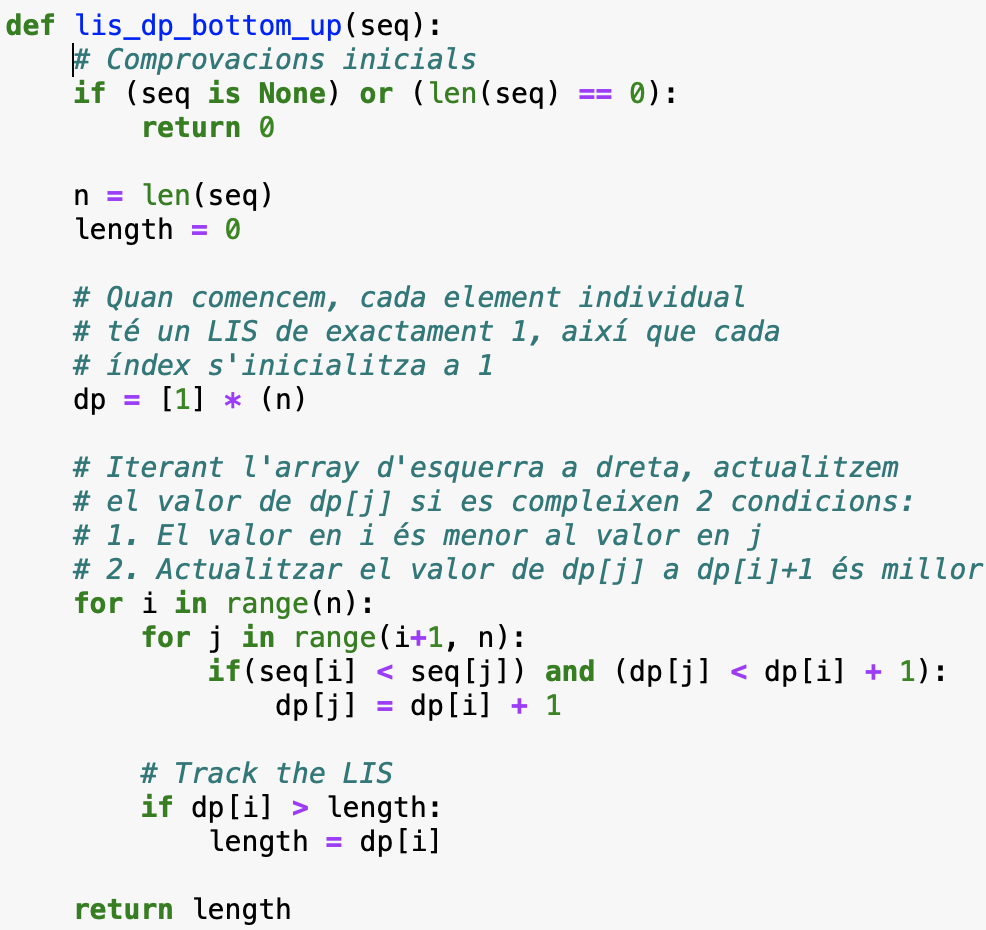 def lis_dp_bottom_up(seq):
    # Comprovacions inicials
    if (seq is None) or (len(seq) == 0):
        return 0

    n = len(seq)
    length = 0

    # Quan comencem, cada element individual
    # té un LIS de exactament 1, així que cada
    # índex s'inicialitza a 1
    dp = [1] * (n)

    # Iterant l'array d'esquerra a dreta, actualitzem
    # el valor de dp[j] si es compleixen 2 condicions:
    # 1. El valor en i és menor al valor en j
    # 2. Actualitzar el valor de dp[j] a dp[i]+1 és millor
    for i in range(n):
        for j in range(i+1, n):
            if(seq[i] < seq[j]) and (dp[j] < dp[i] + 1):
                dp[j] = dp[i] + 1

        # Track the LIS
        if dp[i] > length:
            length = dp[i]

    return length